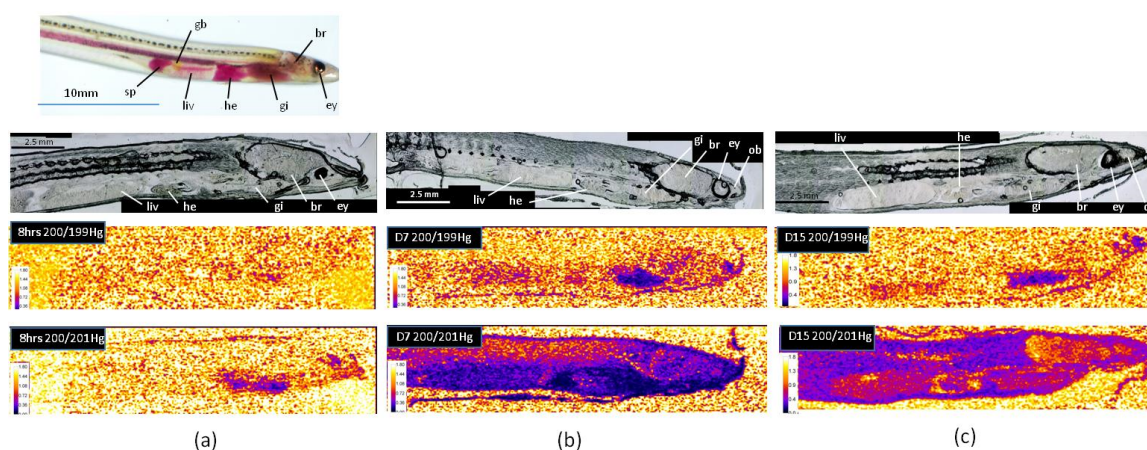 gb
br
10mm
sp
liv
he
gi
ey
2.5 mm
liv
he
gi
br
ey
gi
br
ey
ob
2.5 mm
liv
he
liv
he
2.5 mm
gi
br
ey
8hrs 200/199Hg
D7 200/199Hg
D15 200/199Hg
8hrs 200/201Hg
D7 200/201Hg
D15 200/201Hg
(a)
(b)
(c)